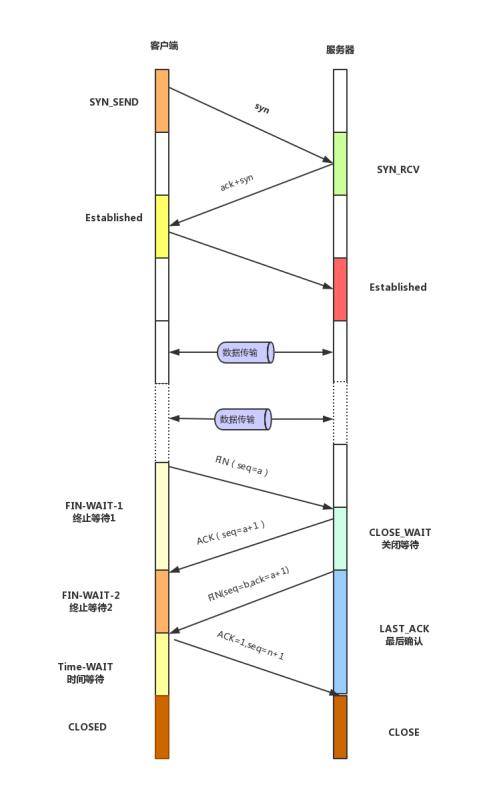 客户端
服务器
SYN_SEND
syn
SYN_RCV
ack+syn
Established
Established
数据传输
数据传输
FIN ( seq=a )
FIN-WAIT-1
终止等待1
ACK ( seq=a+1 )
CLOSE_WAIT
关闭等待
FIN(seq=b,ack=a+1)
FIN-WAIT-2
终止等待2
LAST_ACK
最后确认
ACK=1,seq=n+1
Time-WAIT
时间等待
CLOSED
CLOSE